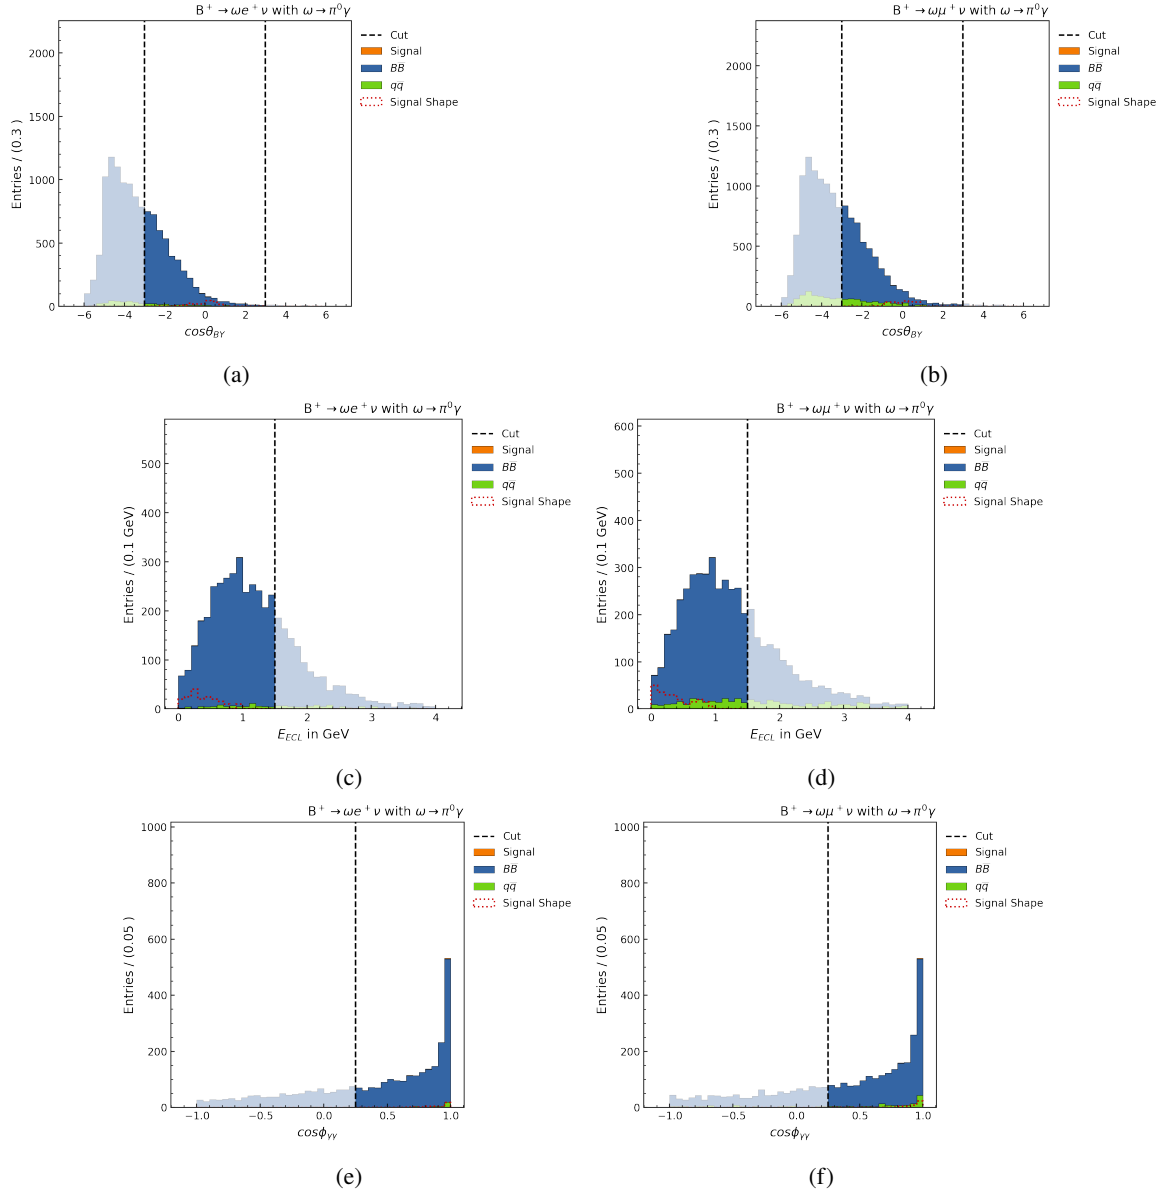 B⁺ → ωe⁺ν with ω → π⁰γ
Entries / (0.3 )
2000
1500
1000
500
0
−6 −4 −2 0 2 4 6
cosθ_BY
Cut
Signal
BB̄
qq̄
Signal Shape
(a)
B⁺ → ωμ⁺ν with ω → π⁰γ
Entries / (0.3 )
2000
1500
1000
500
0
−6 −4 −2 0 2 4 6
cosθ_BY
Cut
Signal
BB̄
qq̄
Signal Shape
(b)
B⁺ → ωe⁺ν with ω → π⁰γ
Entries / (0.1 GeV)
500
400
300
200
100
0
0 1 2 3 4
E_ECL in GeV
Cut
Signal
BB̄
qq̄
Signal Shape
(c)
B⁺ → ωμ⁺ν with ω → π⁰γ
Entries / (0.1 GeV)
600
500
400
300
200
100
0
0 1 2 3 4
E_ECL in GeV
Cut
Signal
BB̄
qq̄
Signal Shape
(d)
B⁺ → ωe⁺ν with ω → π⁰γ
Entries / (0.05 )
1000
800
600
400
200
0
−1.0 −0.5 0.0 0.5 1.0
cosϕ_γγ
Cut
Signal
BB̄
qq̄
Signal Shape
(e)
B⁺ → ωμ⁺ν with ω → π⁰γ
Entries / (0.05 )
1000
800
600
400
200
0
−1.0 −0.5 0.0 0.5 1.0
cosϕ_γγ
Cut
Signal
BB̄
qq̄
Signal Shape
(f)